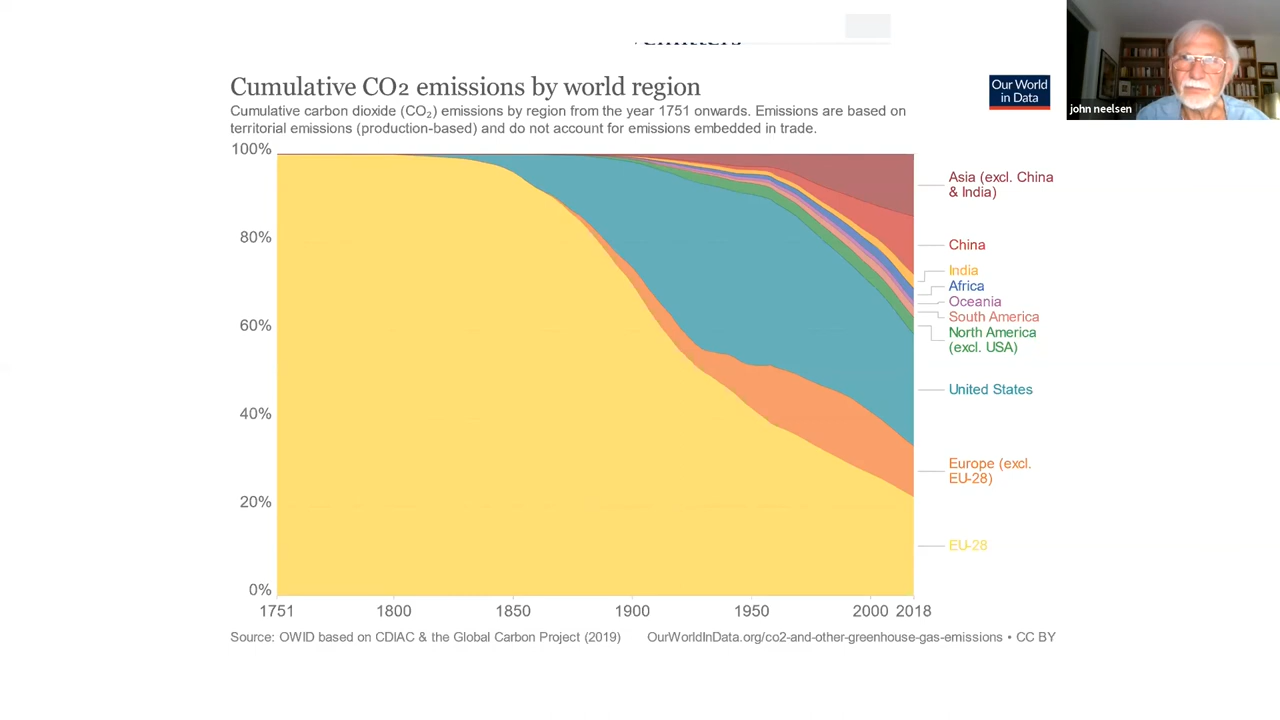 Cumulative CO2 emissions by world region
Cumulative carbon dioxide (CO₂) emissions by region from the year 1751 onwards. Emissions are based on
territorial emissions (production-based) and do not account for emissions embedded in trade.
Our World
in Data
john neelsen
100%
80%
60%
40%
20%
0%
1751
1800
1850
1900
1950
2000
2018
Asia (excl. China
& India)
China
India
Africa
Oceania
South America
North America
(excl. USA)
United States
Europe (excl.
EU-28)
EU-28
Source: OWID based on CDIAC & the Global Carbon Project (2019)
OurWorldInData.org/co2-and-other-greenhouse-gas-emissions • CC BY